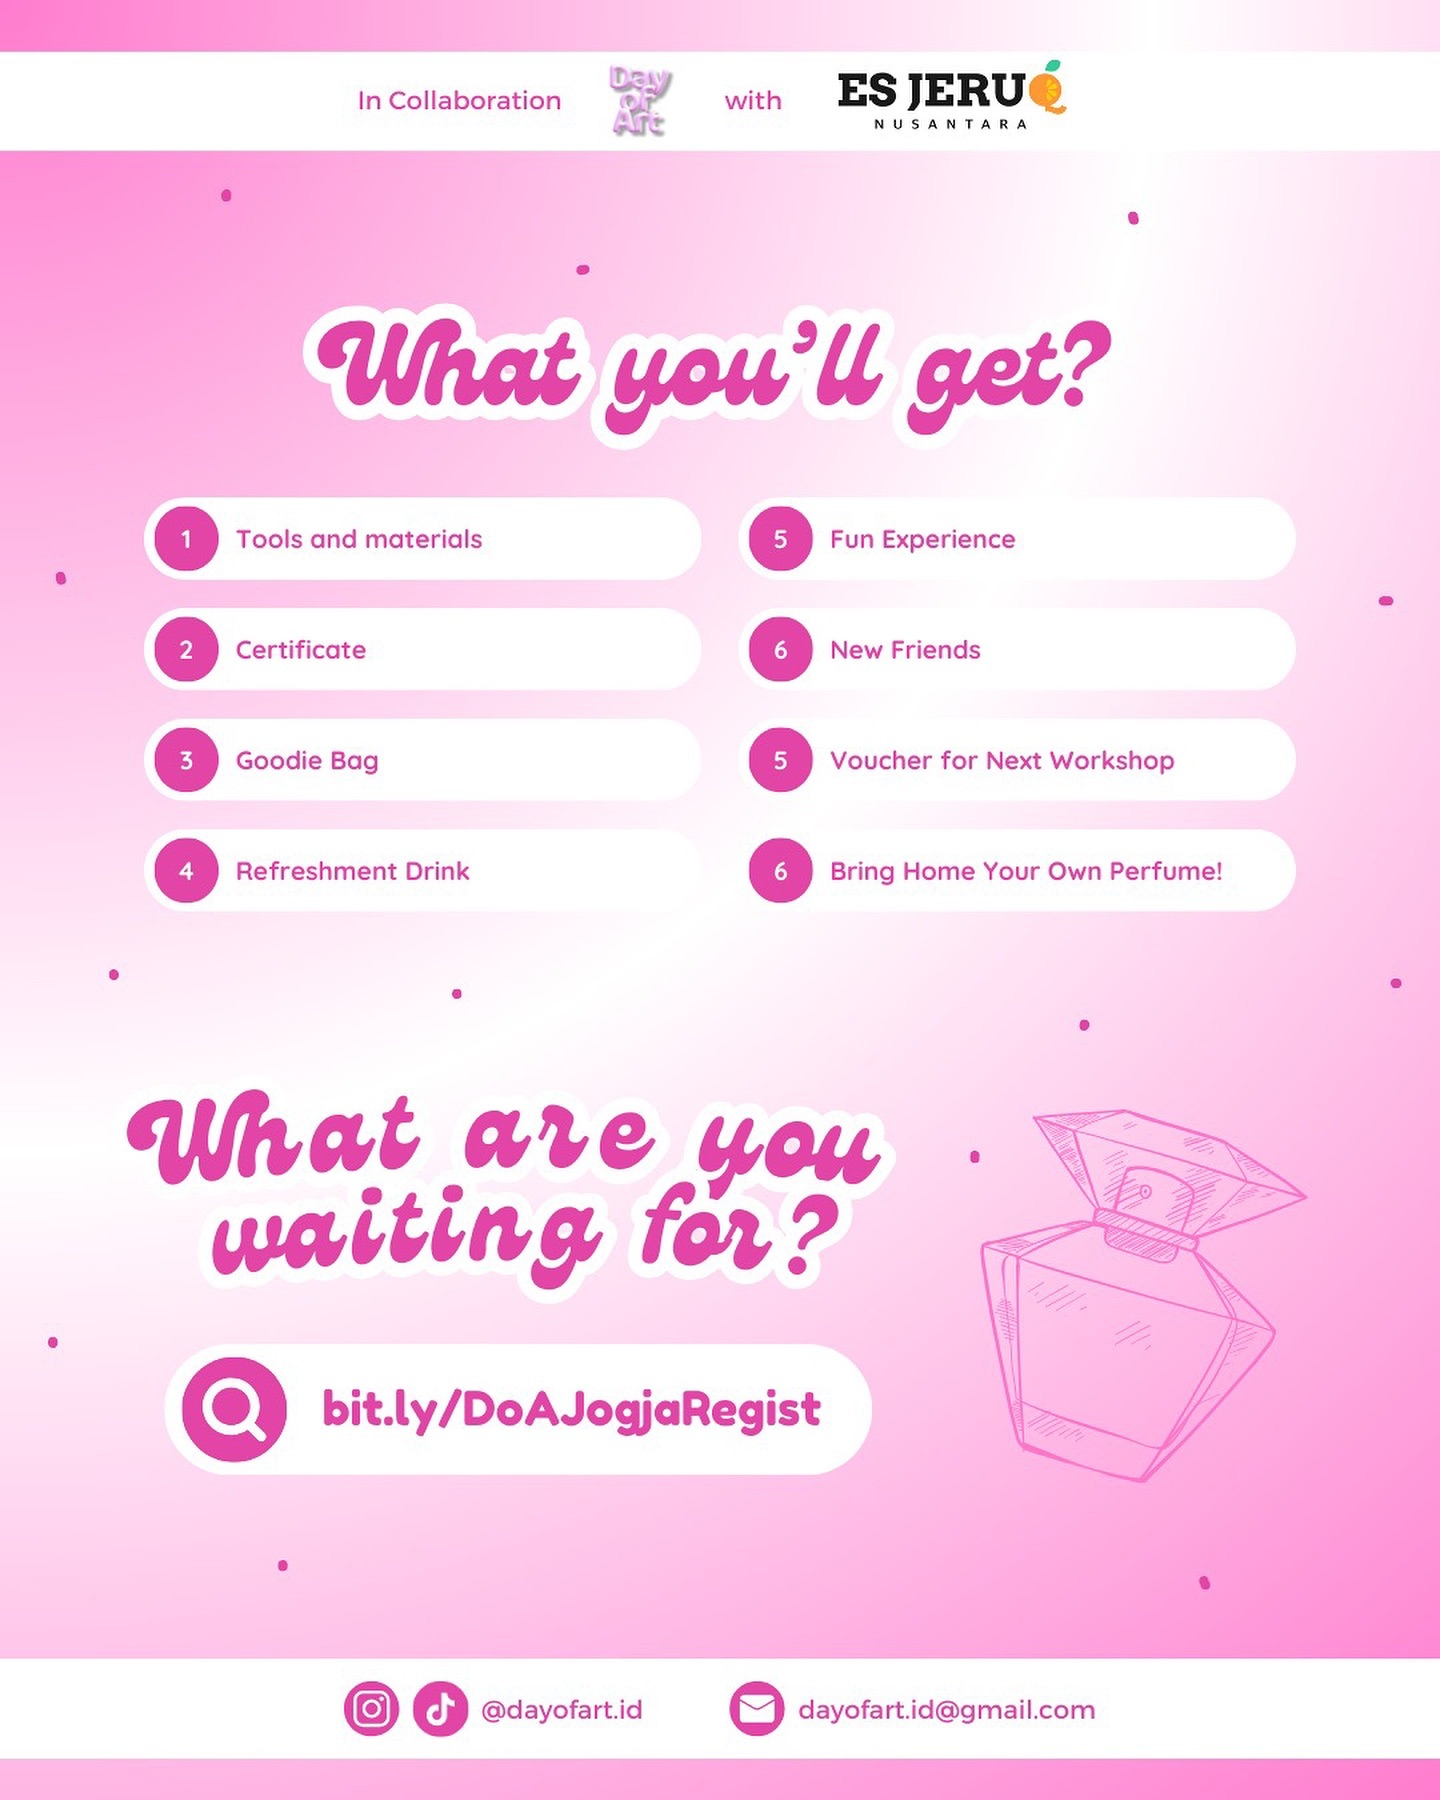 In Collaboration
Day
of
Art
with
ES JERUQ
NUSANTARA
What you'll get?
1 Tools and materials
2 Certificate
3 Goodie Bag
4 Refreshment Drink
5 Fun Experience
6 New Friends
5 Voucher for Next Workshop
6 Bring Home Your Own Perfume!
What are you
waiting for?
bit.ly/DoAJogjaRegist
@dayofart.id
dayofart.id@gmail.com